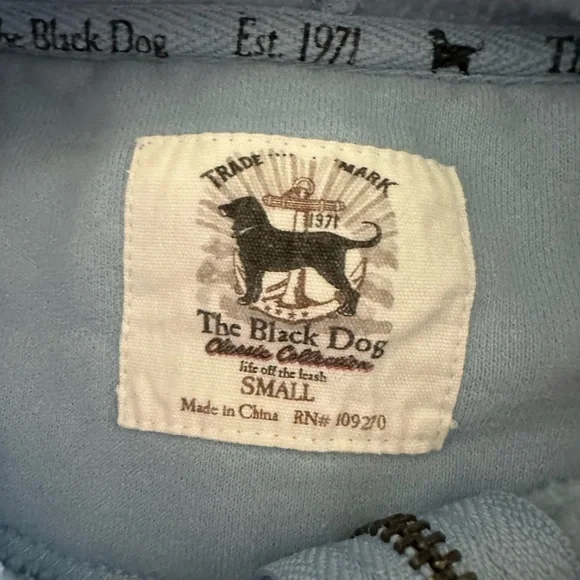 The Black Dog Est. 1971
TRADE MARK
1971
The Black Dog
Classic Collection
life off the leash
SMALL
Made in China RN# 109270